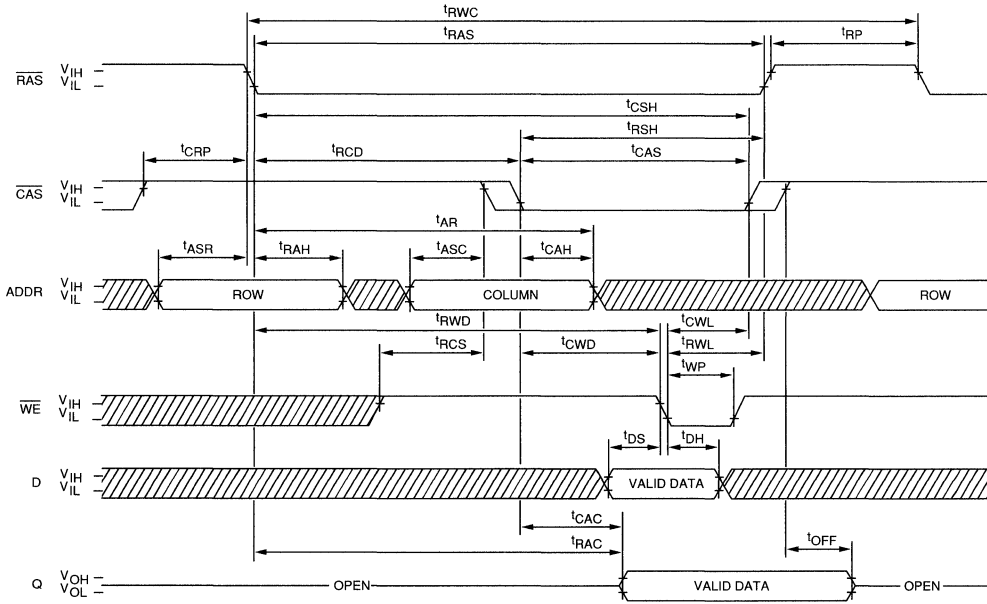 tRWC
tRAS tRP
RAS VIH
VIL
tCSH
tRSH
tCRP tRCD tCAS
CAS VIH
VIL
tAR
tASR tRAH tASC tCAH
ADDR VIH
VIL ROW COLUMN ROW
tRWD tCWL
tRCS tCWD tRWL
tWP
WE VIH
VIL
tDS tDH
D VIH
VIL VALID DATA
tCAC
tRAC tOFF
Q VOH
VOL OPEN VALID DATA OPEN